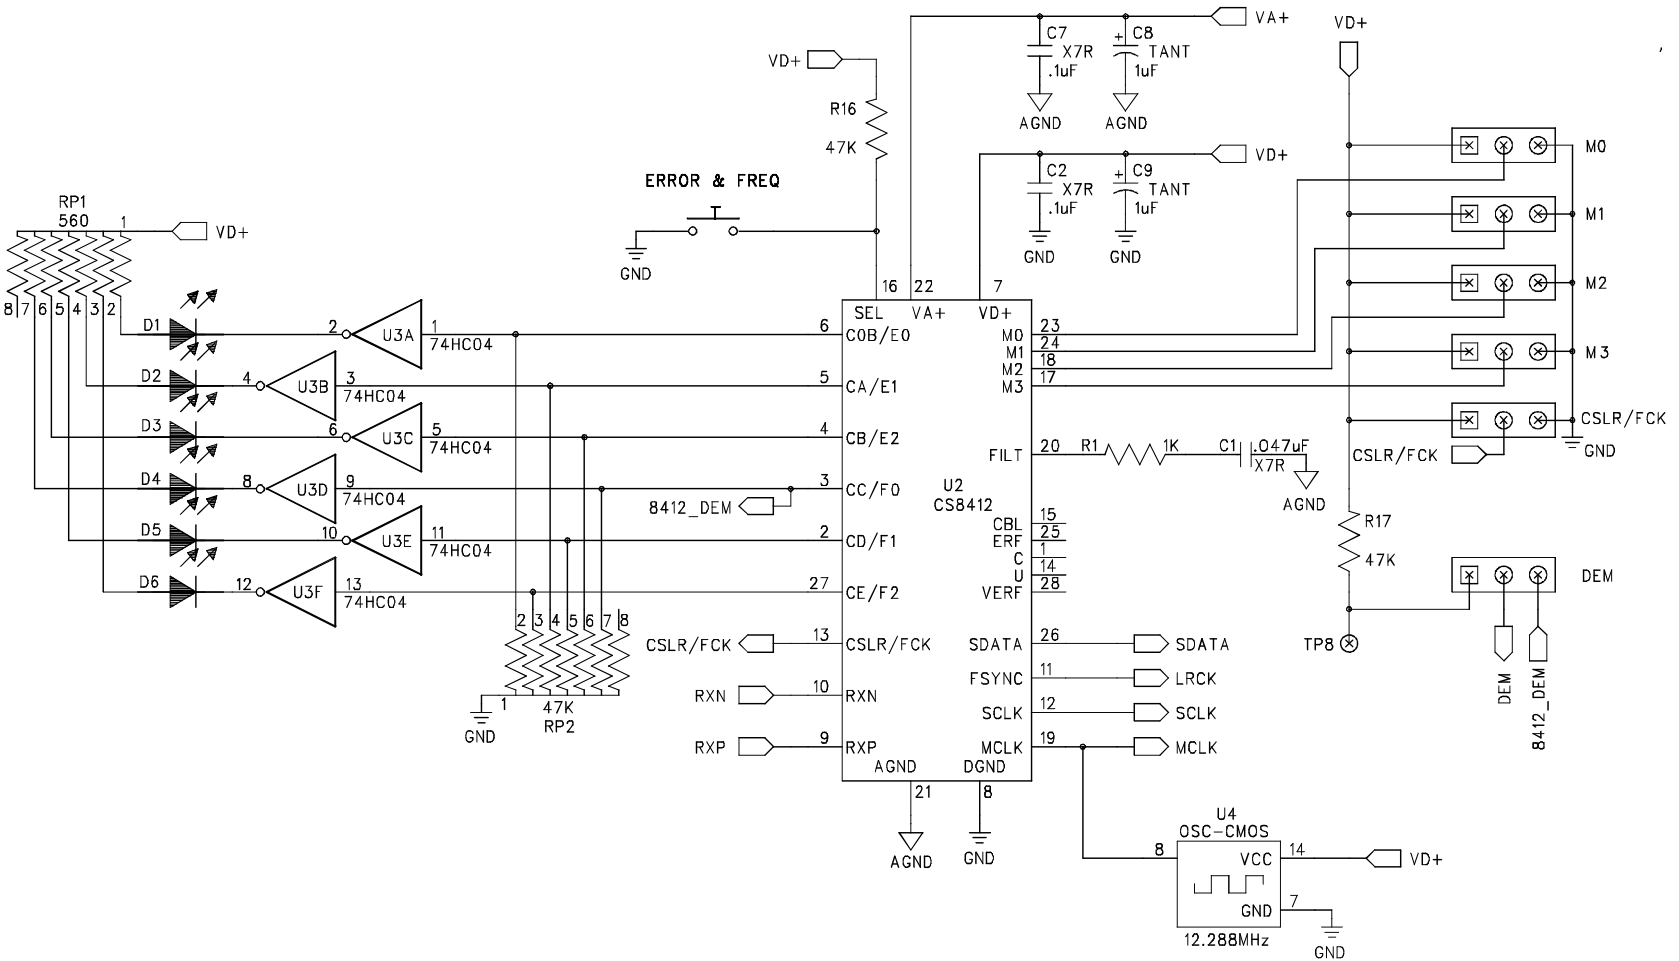 VA+
C7
X7R
.1uF
AGND
C8
+
TANT
1uF
AGND
VD+
VD+
R16
47K
VD+
C2
X7R
.1uF
GND
C9
+
TANT
1uF
GND
ERROR & FREQ
GND
RP1
560
1
VD+
8 7 6 5 4 3 2
D1
2
U3A
1
74HC04
D2
4
U3B
3
74HC04
D3
6
U3C
5
74HC04
D4
8
U3D
9
74HC04
D5
10
U3E
11
74HC04
D6
12
U3F
13
74HC04
8412_DEM
2 3 4 5 6 7 8
1
47K
RP2
GND
CSLR/FCK
RXN
RXP
16 22 7
SEL VA+ VD+
6 C0B/E0
5 CA/E1
4 CB/E2
3 CC/F0
2 CD/F1
27 CE/F2
13 CSLR/FCK
10 RXN
9 RXP
U2
CS8412
M0 23
M1 24
M2 18
M3 17
FILT 20
CBL 15
ERF 25
C 1
U 14
VERF 28
SDATA 26
FSYNC 11
SCLK 12
MCLK 19
AGND DGND
21 8
AGND
GND
R1 1K
C1 .047uF
X7R
AGND
SDATA
LRCK
SCLK
MCLK
M0
M1
M2
M3
CSLR/FCK
GND
CSLR/FCK
R17
47K
TP8
DEM
DEM
8412_DEM
U4
OSC-CMOS
8
VCC 14
VD+
GND 7
12.288MHz
GND